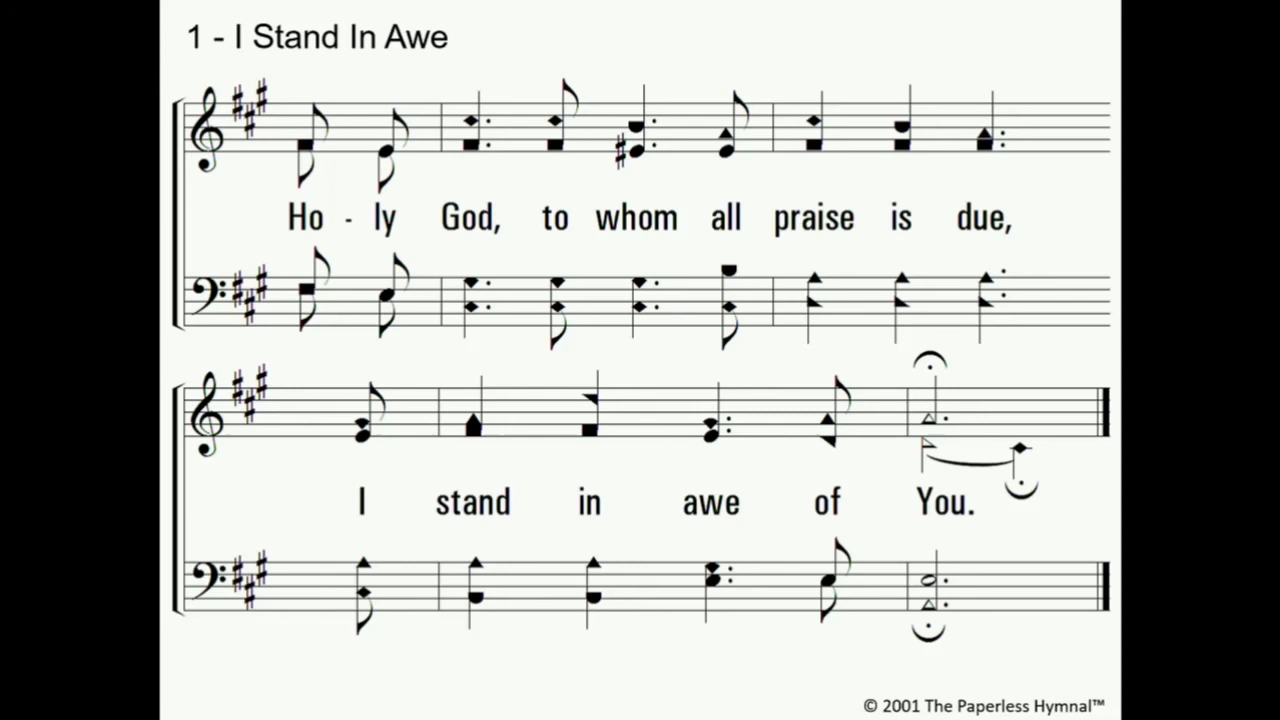 1 - I Stand In Awe
Ho - ly God, to whom all praise is due,
I stand in awe of You.
© 2001 The Paperless Hymnal™